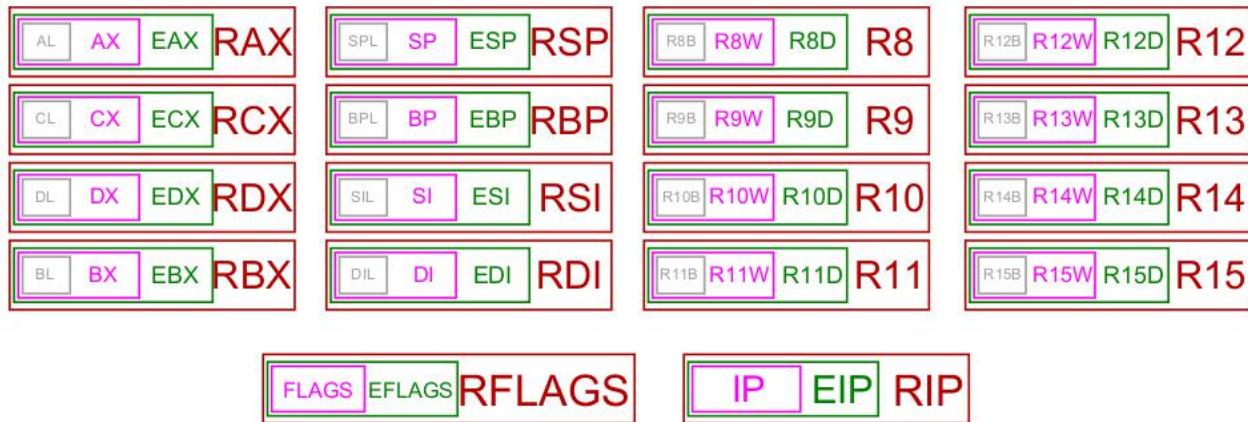 AL AX EAX RAX SPL SP ESP RSP R8B R8W R8D R8 R12B R12W R12D R12
CL CX ECX RCX BPL BP EBP RBP R9B R9W R9D R9 R13B R13W R13D R13
DL DX EDX RDX SIL SI ESI RSI R10B R10W R10D R10 R14B R14W R14D R14
BL BX EBX RBX DIL DI EDI RDI R11B R11W R11D R11 R15B R15W R15D R15
FLAGS EFLAGS RFLAGS IP EIP RIP